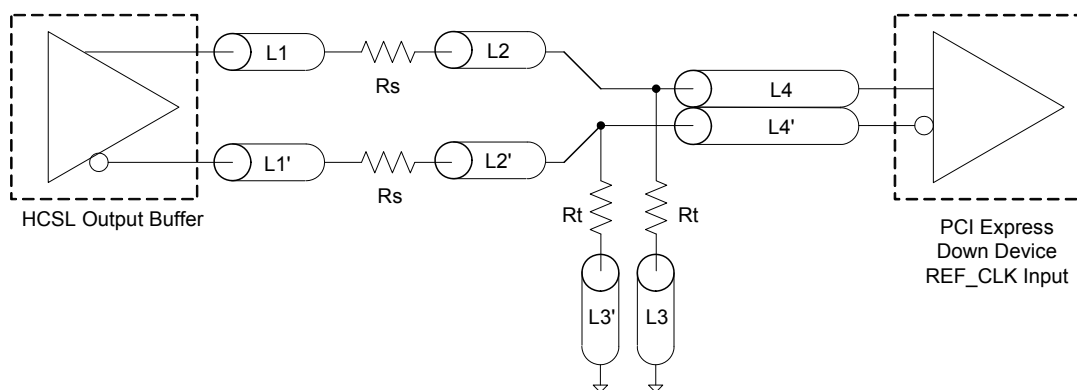 L1
Rs
L2
L4
L4'
L1'
Rs
L2'
HCSL Output Buffer
Rt
Rt
L3'
L3
PCI Express
Down Device
REF_CLK Input